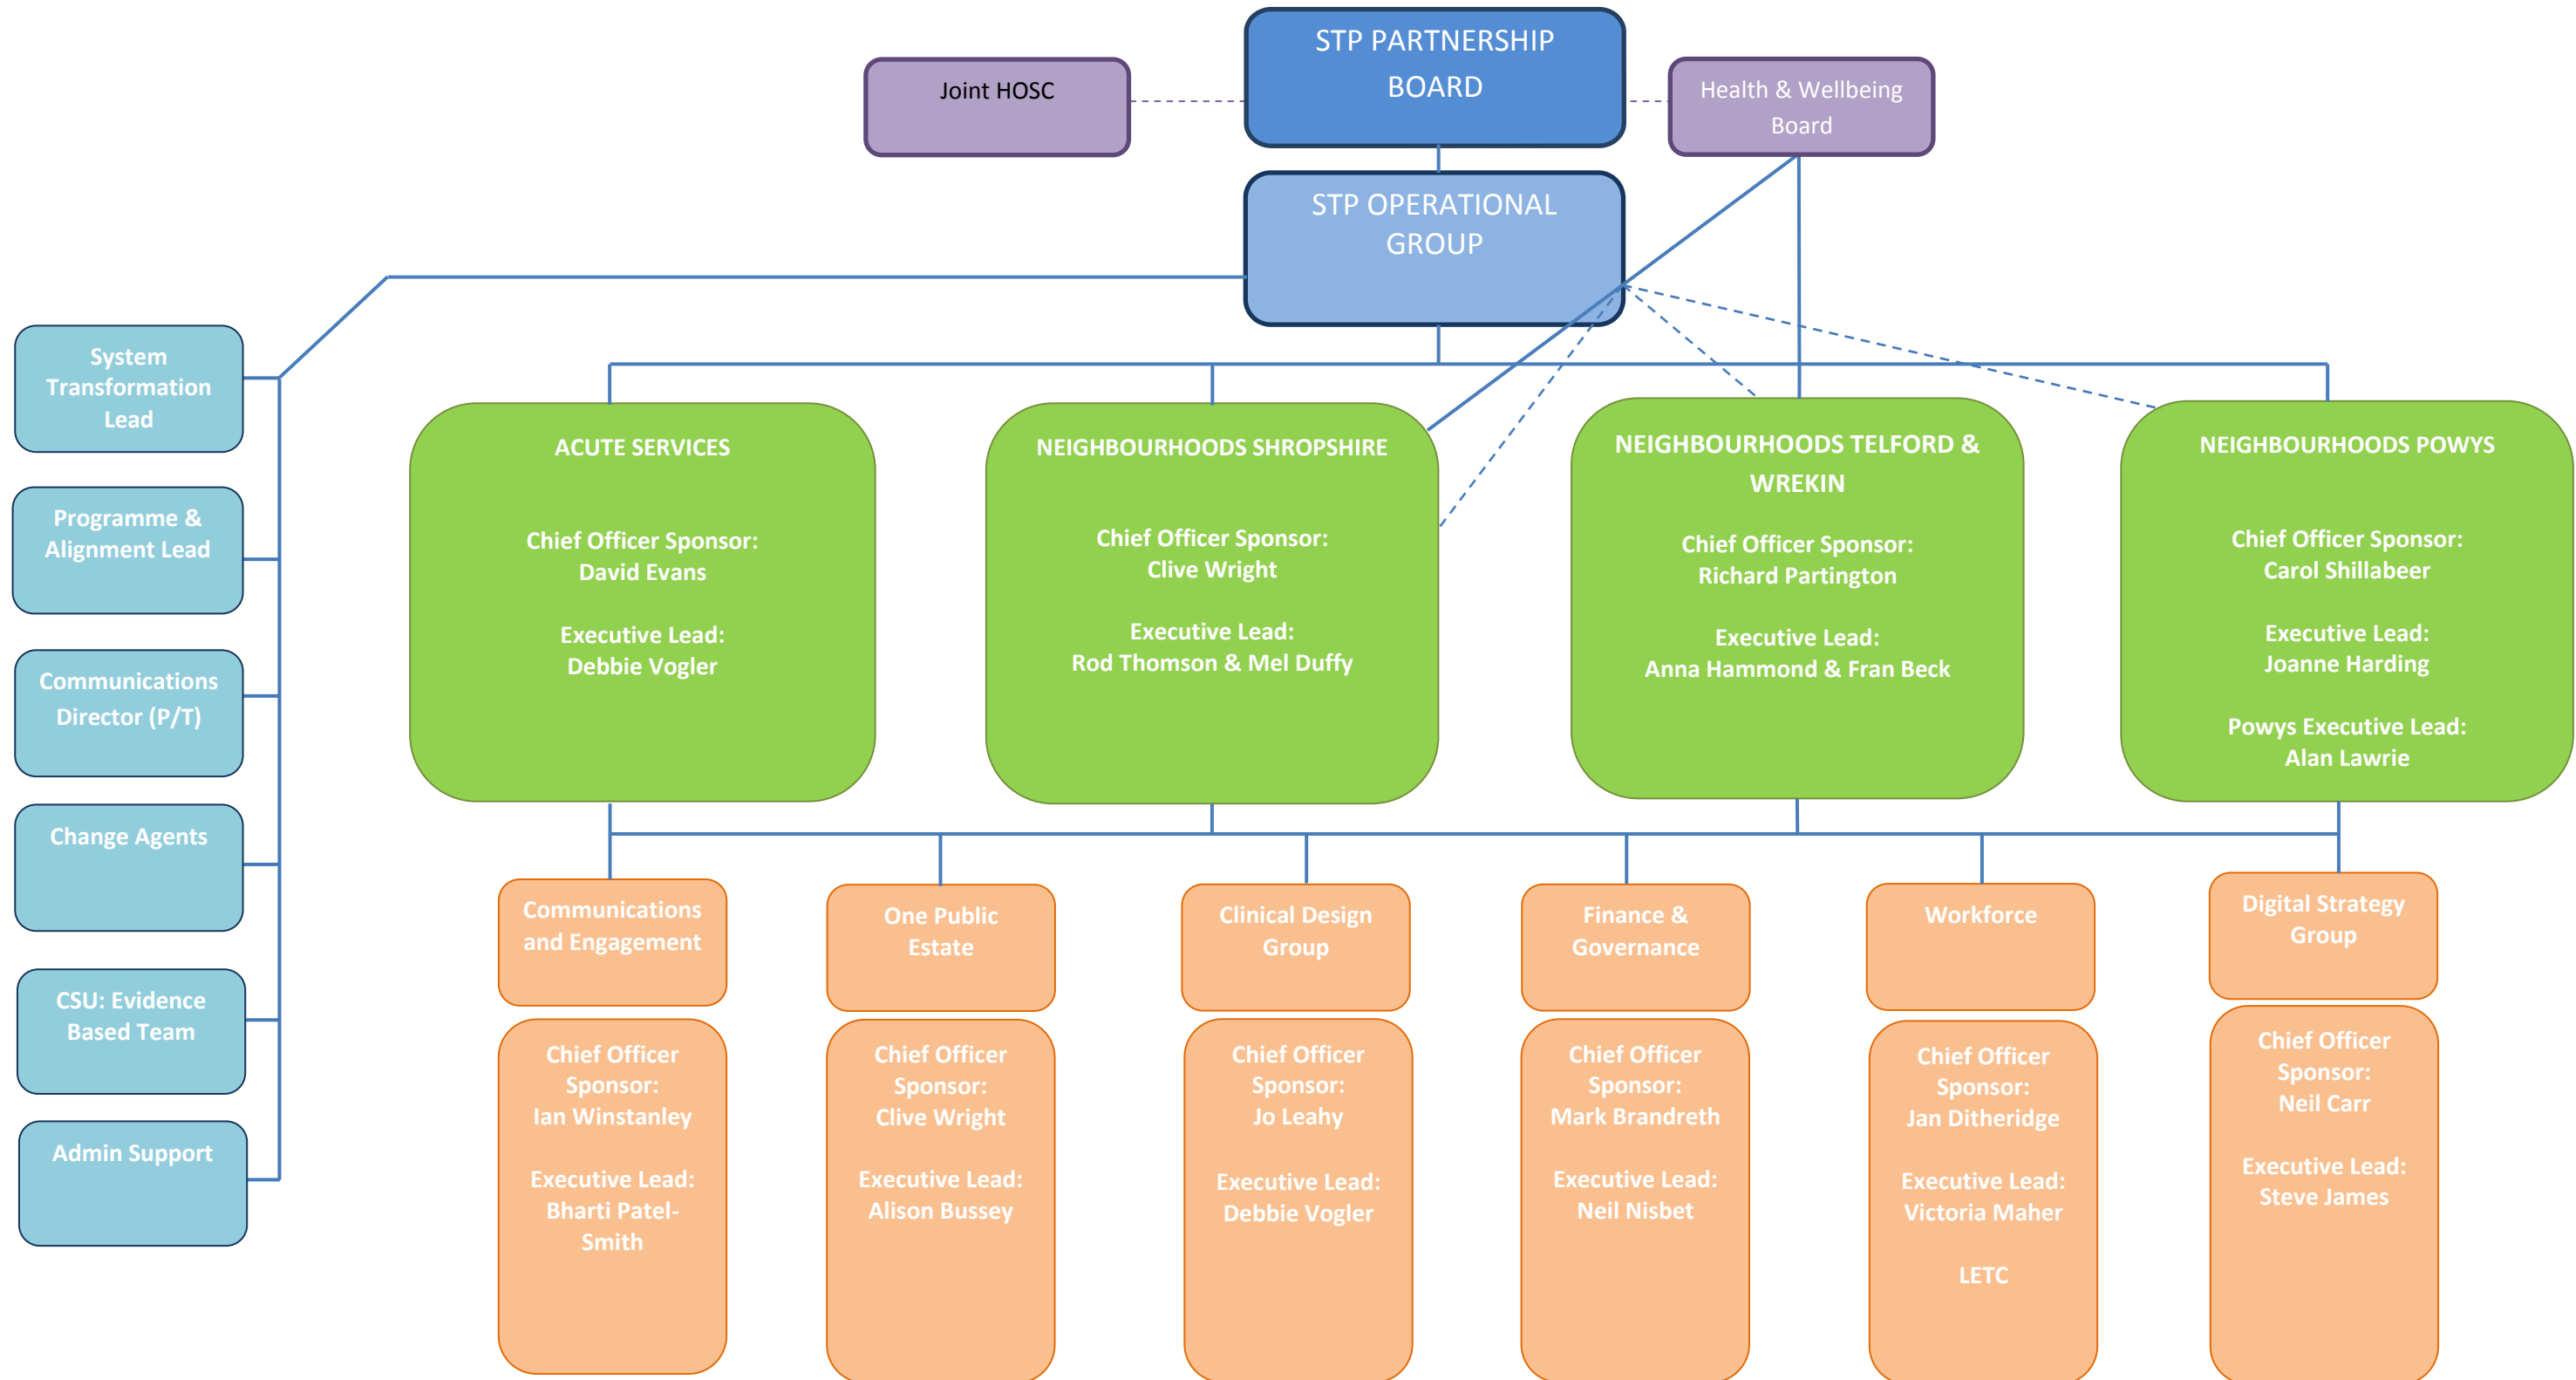 STP PARTNERSHIP
BOARD
Joint HOSC
Health & Wellbeing
Board
STP OPERATIONAL
GROUP
System
Transformation
Lead
Programme &
Alignment Lead
Communications
Director (P/T)
Change Agents
CSU: Evidence
Based Team
Admin Support
ACUTE SERVICES
Chief Officer Sponsor:
David Evans
Executive Lead:
Debbie Vogler
NEIGHBOURHOODS SHROPSHIRE
Chief Officer Sponsor:
Clive Wright
Executive Lead:
Rod Thomson & Mel Duffy
NEIGHBOURHOODS TELFORD &
WREKIN
Chief Officer Sponsor:
Richard Partington
Executive Lead:
Anna Hammond & Fran Beck
NEIGHBOURHOODS POWYS
Chief Officer Sponsor:
Carol Shillabeer
Executive Lead:
Joanne Harding
Powys Executive Lead:
Alan Lawrie
Communications
and Engagement
Chief Officer
Sponsor:
Ian Winstanley
Executive Lead:
Bharti Patel-
Smith
One Public
Estate
Chief Officer
Sponsor:
Clive Wright
Executive Lead:
Alison Bussey
Clinical Design
Group
Chief Officer
Sponsor:
Jo Leahy
Executive Lead:
Debbie Vogler
Finance &
Governance
Chief Officer
Sponsor:
Mark Brandreth
Executive Lead:
Neil Nisbet
Workforce
Chief Officer
Sponsor:
Jan Ditheridge
Executive Lead:
Victoria Maher
LETC
Digital Strategy
Group
Chief Officer
Sponsor:
Neil Carr
Executive Lead:
Steve James